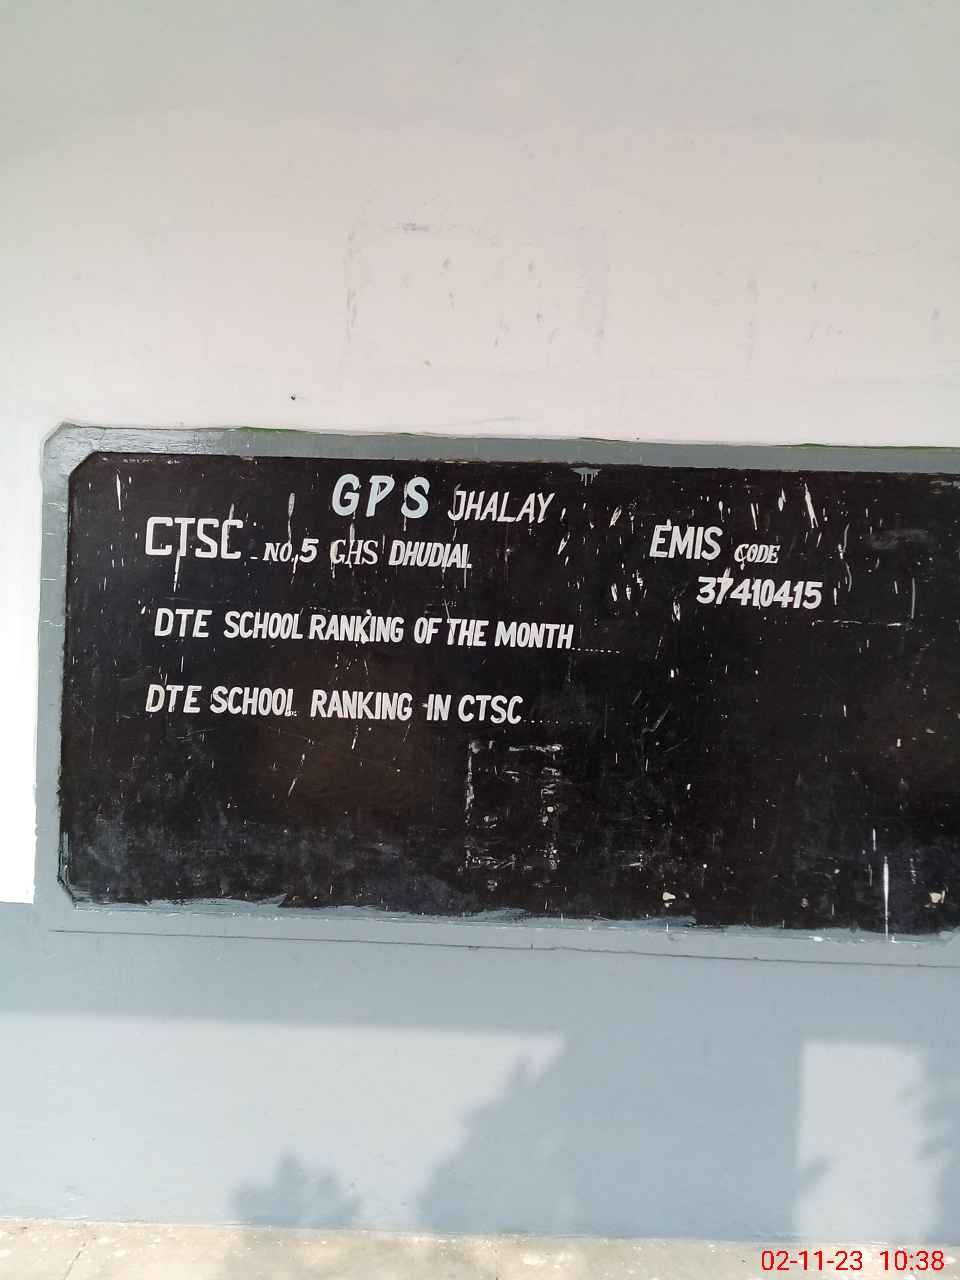 GPS JHALAY
CTSC NO,5 GHS DHUDIAL
EMIS CODE
37410415
DTE SCHOOL RANKING OF THE MONTH........
DTE SCHOOL RANKING IN CTSC..........
02-11-23 10:38